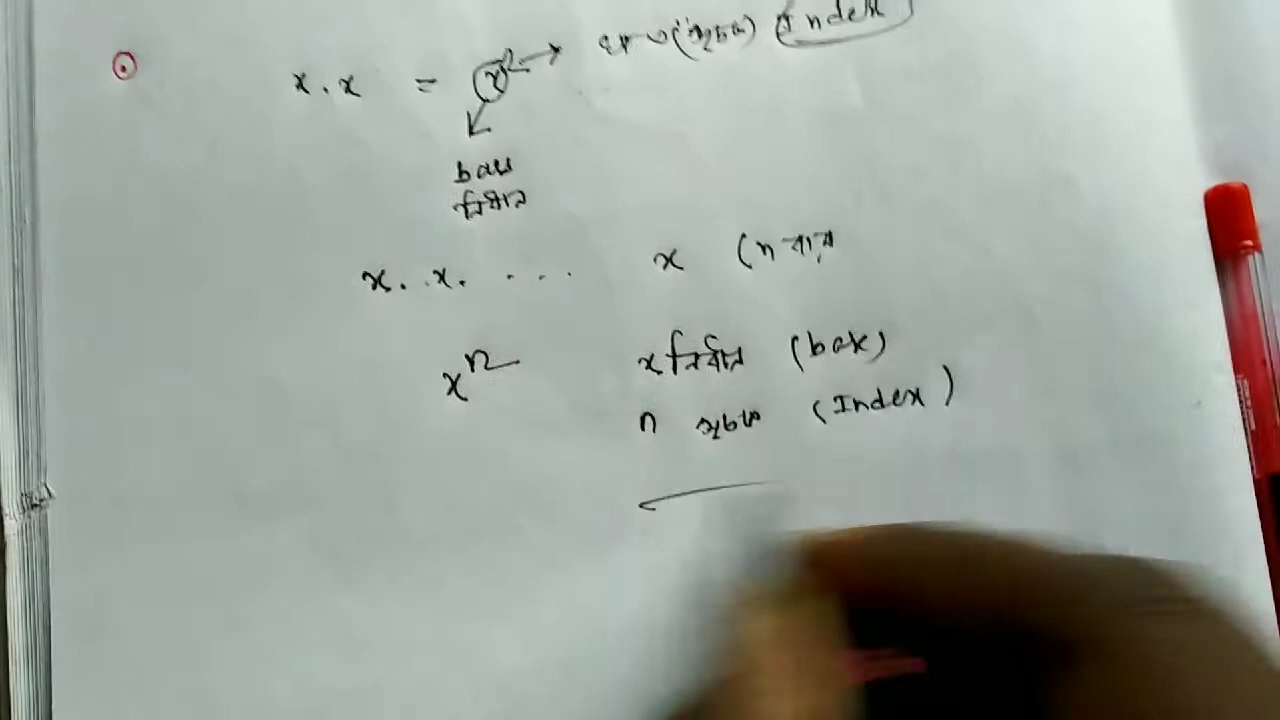 x . x = x² → (সূচক) Index
base
নিধান
x . x . . . . x (n বার
xⁿ x নিধান (base)
n সূচক (Index)